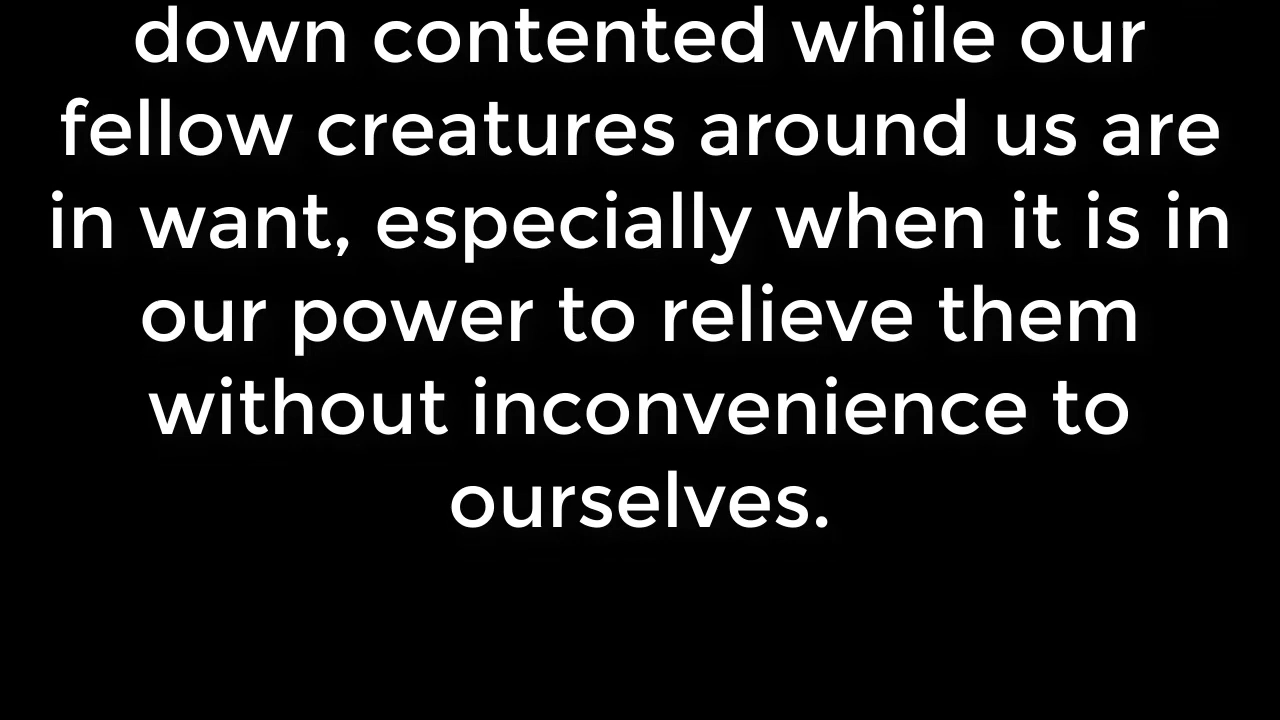 down contented while our
fellow creatures around us are
in want, especially when it is in
our power to relieve them
without inconvenience to
ourselves.